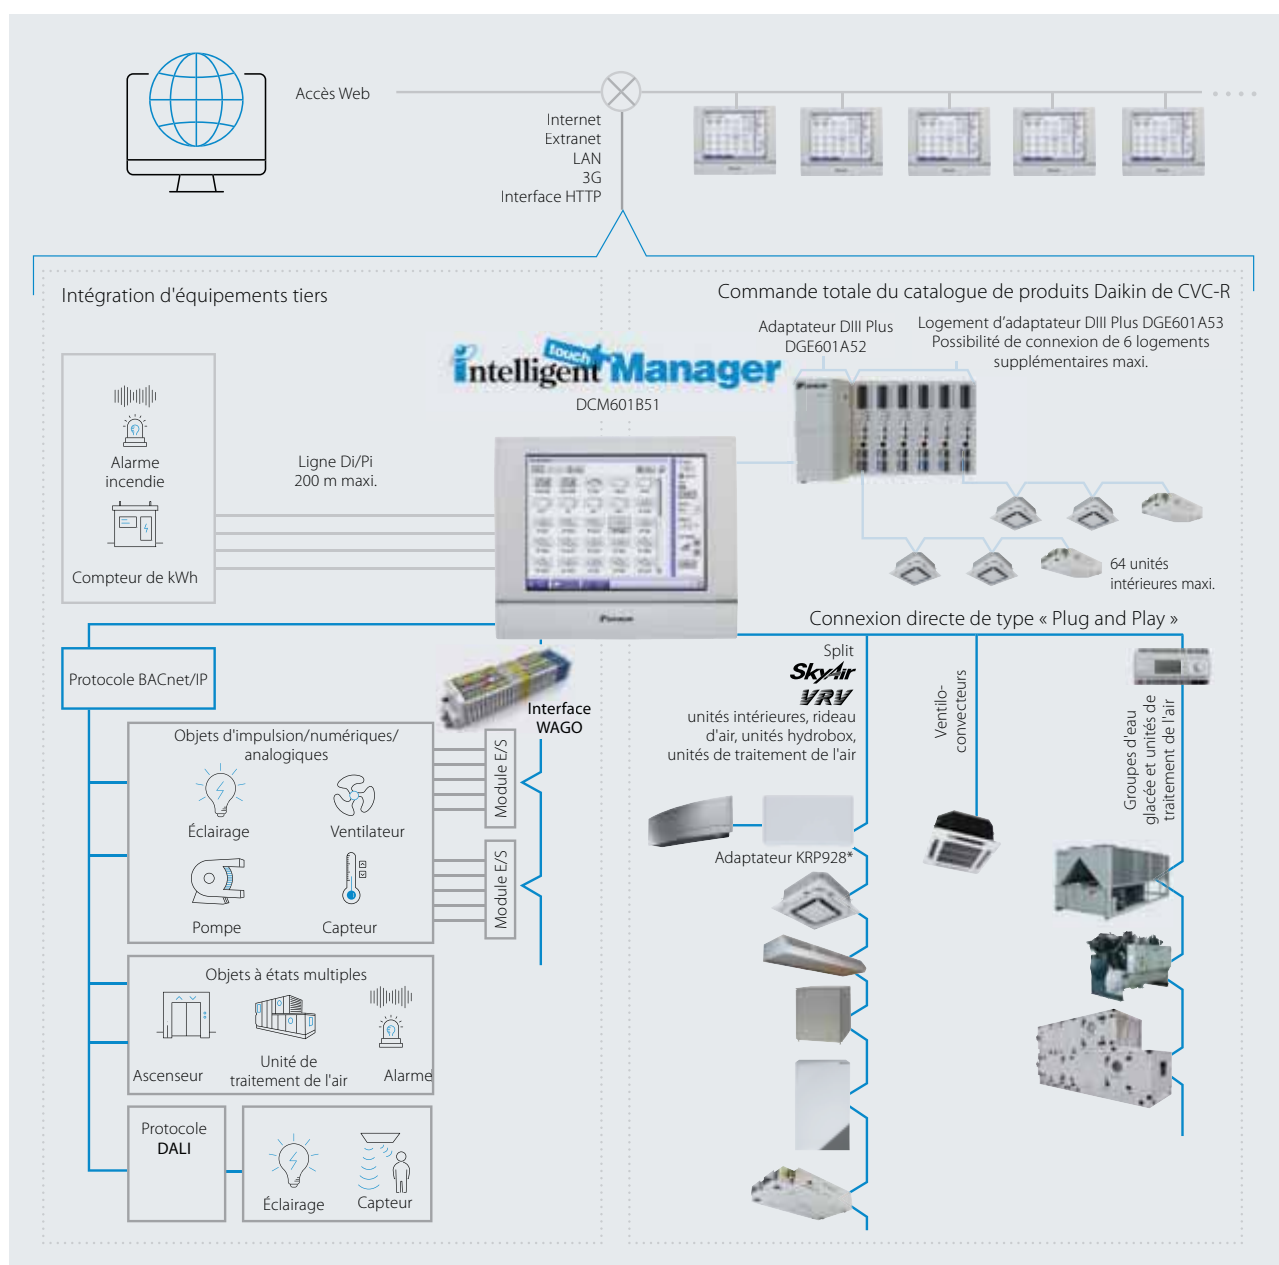 Accès Web
Internet
Extranet
LAN
3G
Interface HTTP
Intégration d'équipements tiers
Commande totale du catalogue de produits Daikin de CVC-R
Adaptateur DIII Plus
DGE601A52
Logement d’adaptateur DIII Plus DGE601A53
Possibilité de connexion de 6 logements
supplémentaires maxi.
intelligent touch Manager
DCM601B51
Alarme
incendie
Compteur de kWh
Ligne Di/Pi
200 m maxi.
64 unités
intérieures maxi.
Connexion directe de type « Plug and Play »
Protocole BACnet/IP
Interface
WAGO
Objets d'impulsion/numériques/
analogiques
Éclairage
Ventilateur
Pompe
Capteur
Module E/S
Module E/S
Objets à états multiples
Ascenseur
Unité de
traitement de l'air
Alarme
Protocole
DALI
Éclairage
Capteur
Split
SkyAir
VRV
unités intérieures, rideau
d'air, unités hydrobox,
unités de traitement de l'air
Adaptateur KRP928*
Ventilo-
convecteurs
Groupes d'eau
glacée et unités de
traitement de l'air